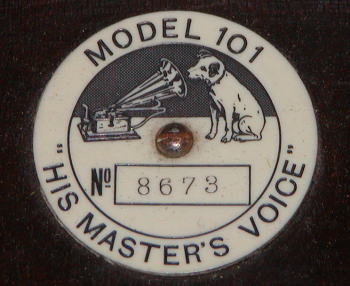 MODEL 101
Nº 8673
"HIS MASTER'S VOICE"